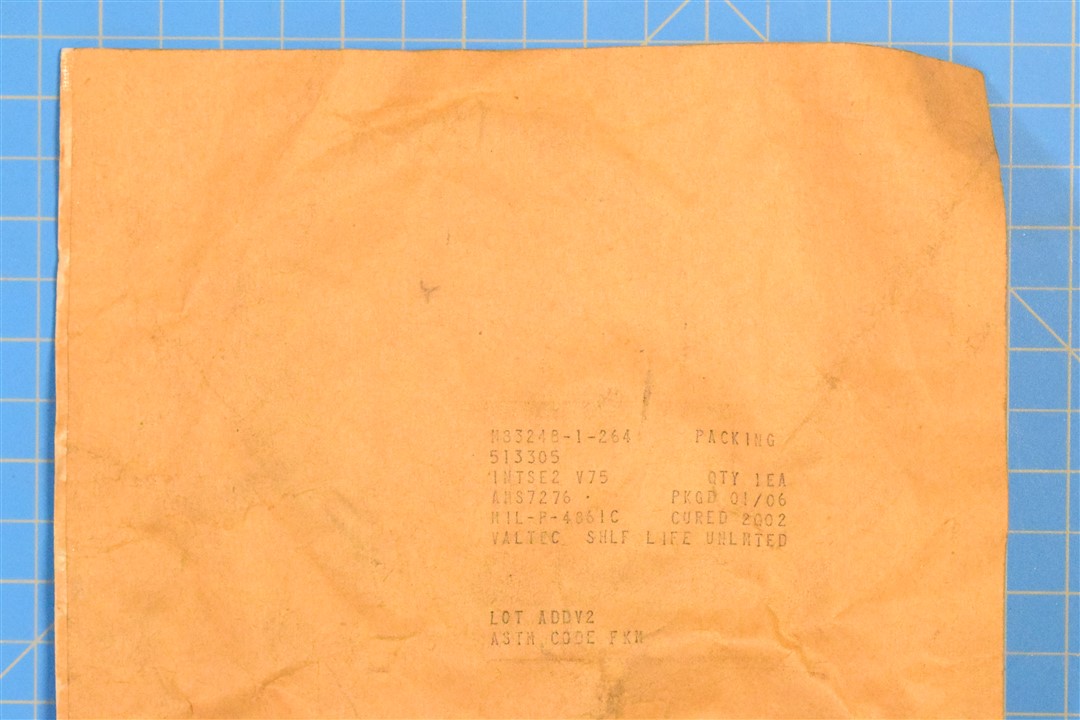 M83248-1-264 PACKING
513305
1NTSE2 V75 QTY 1EA
AMS7276 PKGD 01/06
MIL-P-4861C CURED 2002
VALTEC SHLF LIFE UNLRTED
LOT ADDV2
ASTM CODE FKM